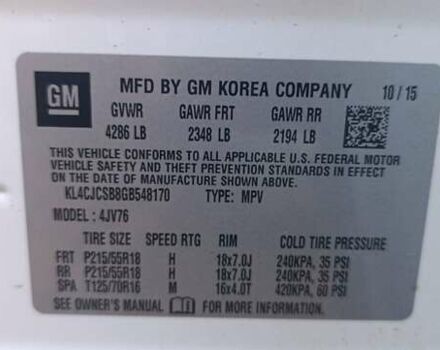 GM
MFD BY GM KOREA COMPANY 10 / 15
GVWR GAWR FRT GAWR RR
4286 LB 2348 LB 2194 LB
THIS VEHICLE CONFORMS TO ALL APPLICABLE U.S. FEDERAL MOTOR
VEHICLE SAFETY AND THEFT PREVENTION STANDARDS IN EFFECT
ON THE DATE OF MANUFACTURE SHOWN ABOVE.
KL4CJCSB8GB548170 TYPE: MPV
MODEL : 4JV76
TIRE SIZE SPEED RTG RIM COLD TIRE PRESSURE
FRT P215/55R18 H 18x7.0J 240KPA, 35 PSI
RR P215/55R18 H 18x7.0J 240KPA, 35 PSI
SPA T125/70R16 M 16x4.0T 420KPA, 60 PSI
SEE OWNER'S MANUAL FOR MORE INFORMATION